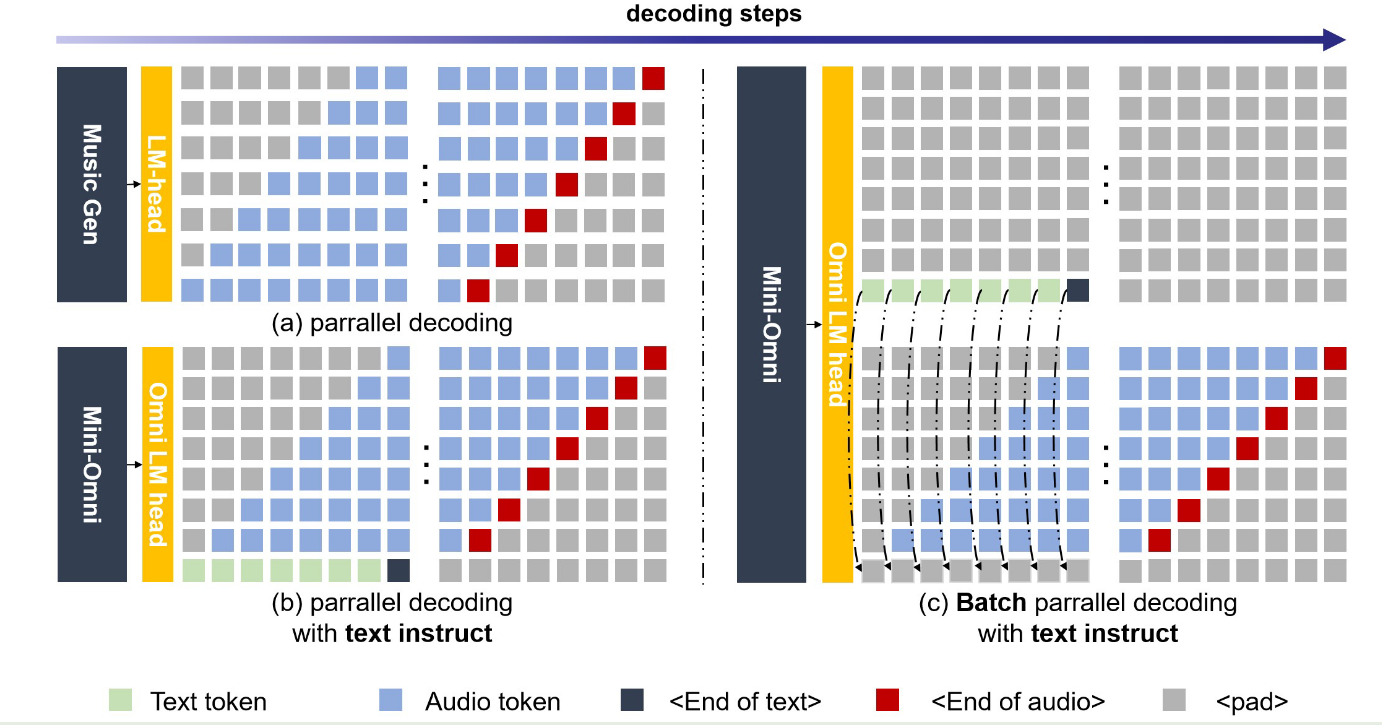 decoding steps
Music Gen
LM-head
(a) parrallel decoding
Mini-Omni
Omni LM head
(b) parrallel decoding
with text instruct
Mini-Omni
Omni LM head
(c) Batch parrallel decoding
with text instruct
Text token
Audio token
<End of text>
<End of audio>
<pad>